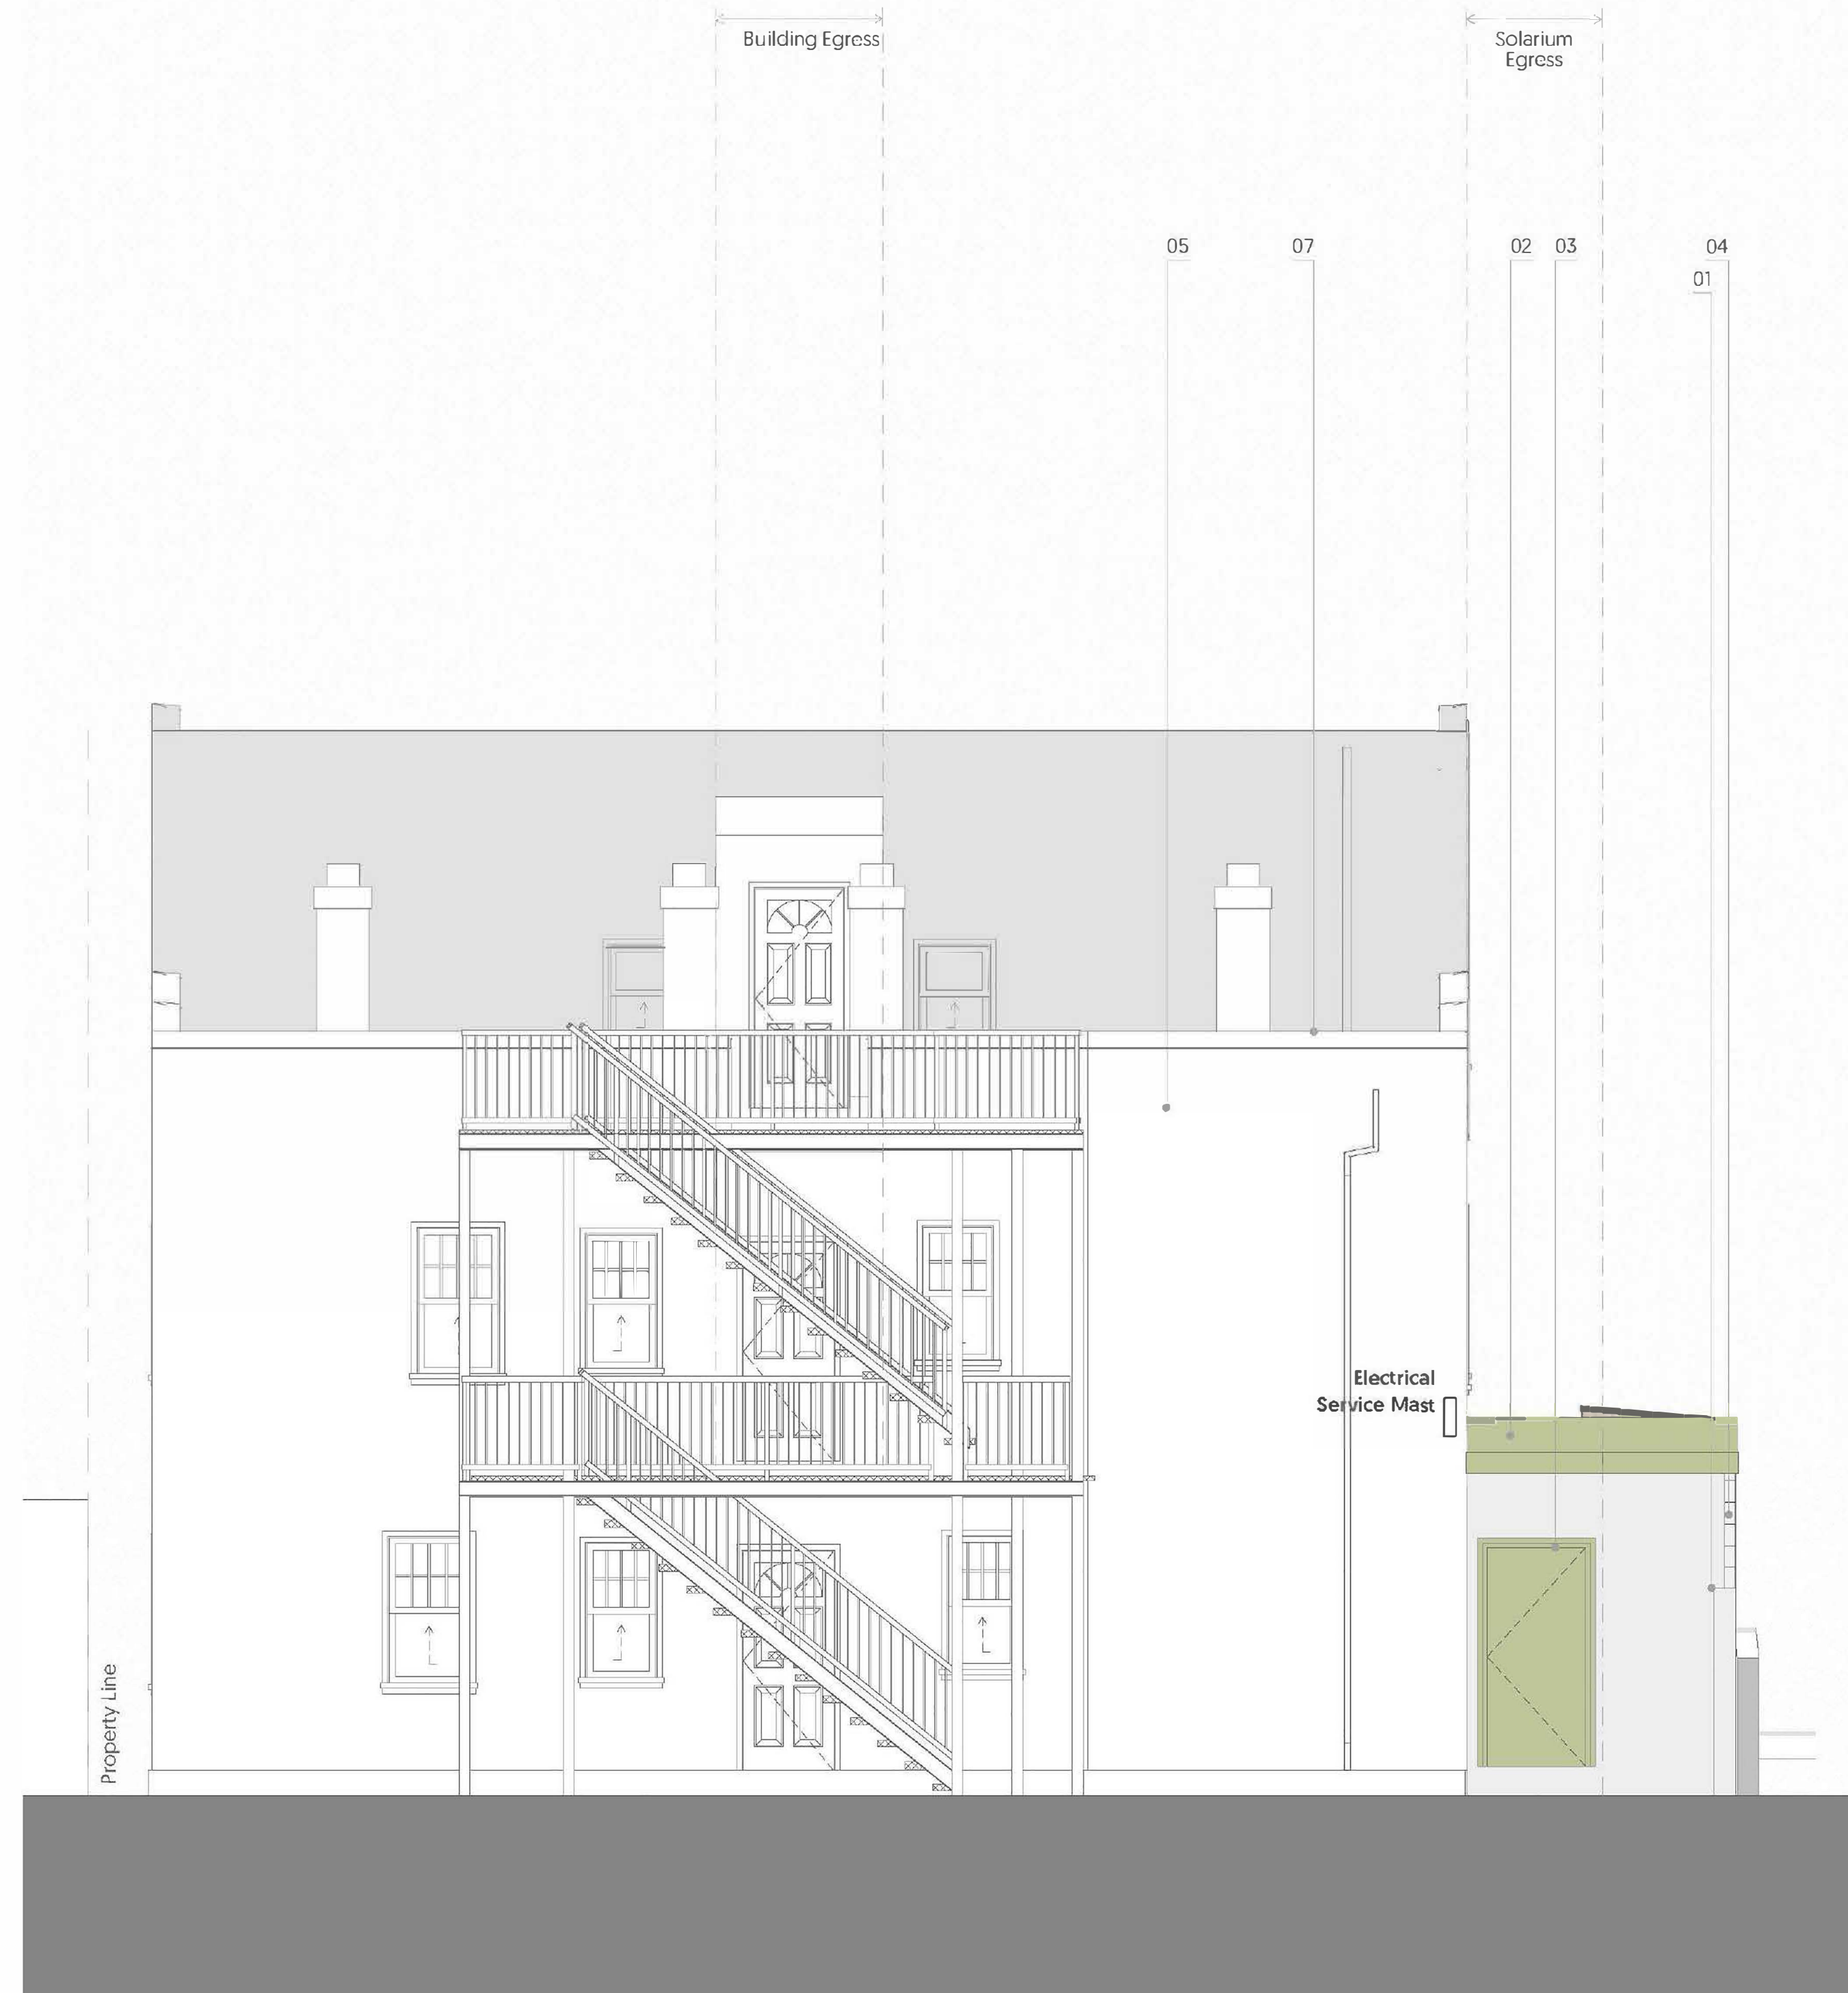 Building Egress
Solarium
Egress
05
07
02
03
04
01
Electrical
Service Mast
Property Line